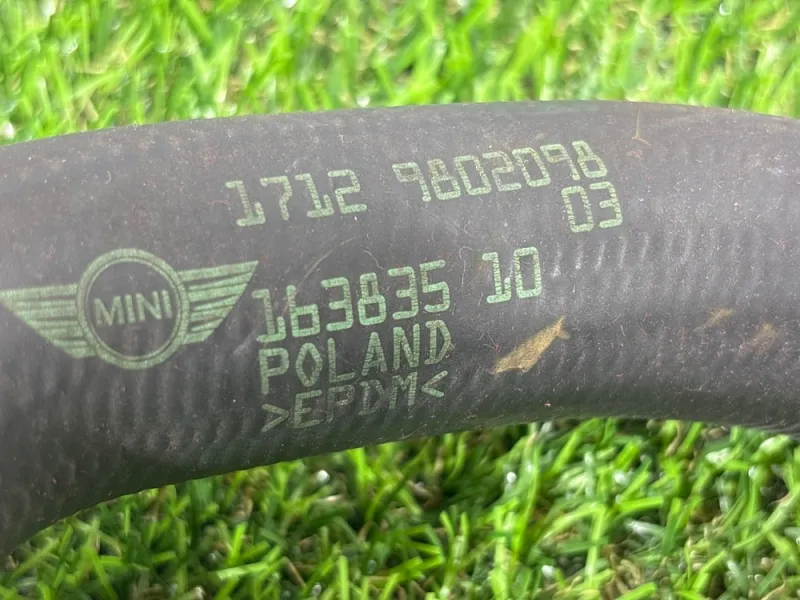 1712 9802098
03
MINI
163835 10
POLAND
>EPDM<